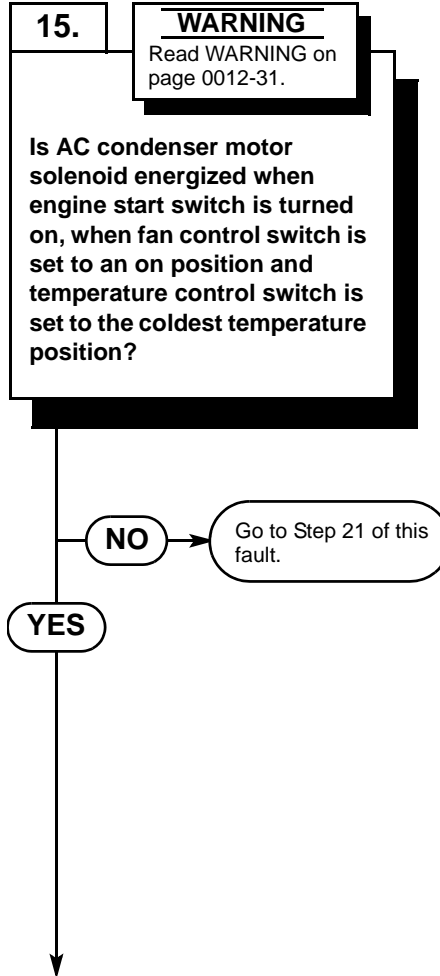 15.
WARNING
Read WARNING on
page 0012-31.
Is AC condenser motor
solenoid energized when
engine start switch is turned
on, when fan control switch is
set to an on position and
temperature control switch is
set to the coldest temperature
position?
NO
Go to Step 21 of this
fault.
YES